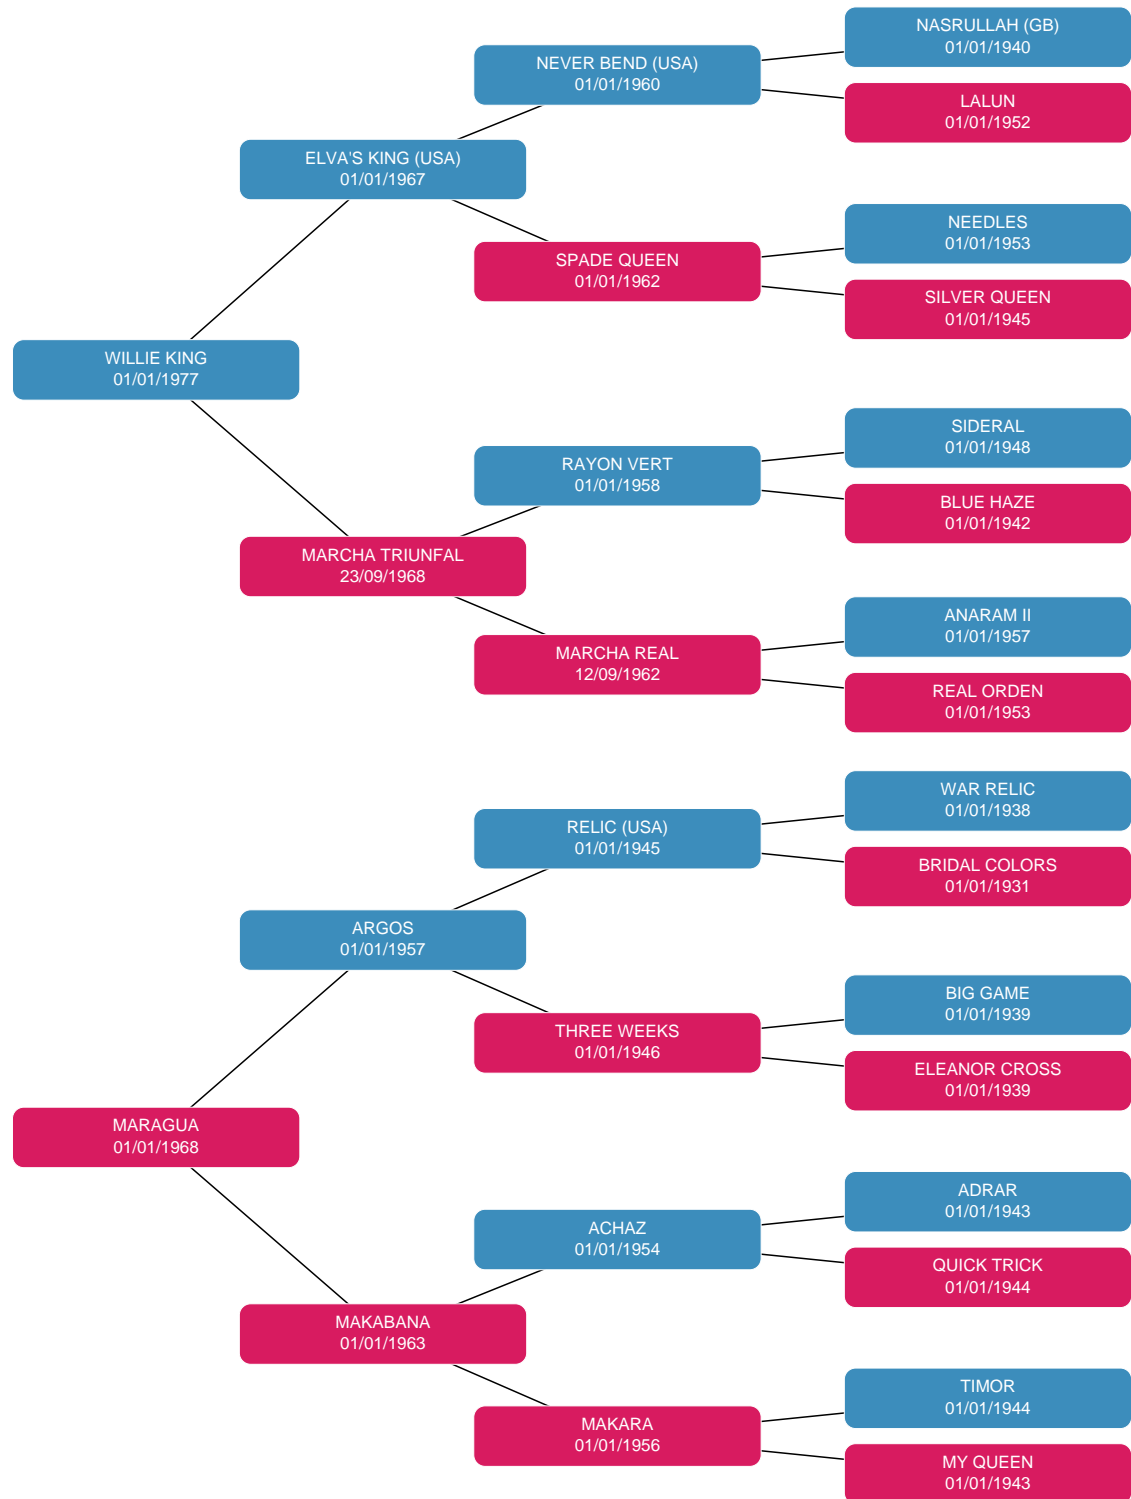 NASRULLAH (GB)
01/01/1940
NEVER BEND (USA)
01/01/1960
LALUN
01/01/1952
ELVA'S KING (USA)
01/01/1967
NEEDLES
01/01/1953
SPADE QUEEN
01/01/1962
SILVER QUEEN
01/01/1945
WILLIE KING
01/01/1977
SIDERAL
01/01/1948
RAYON VERT
01/01/1958
BLUE HAZE
01/01/1942
MARCHA TRIUNFAL
23/09/1968
ANARAM II
01/01/1957
MARCHA REAL
12/09/1962
REAL ORDEN
01/01/1953
WAR RELIC
01/01/1938
RELIC (USA)
01/01/1945
BRIDAL COLORS
01/01/1931
ARGOS
01/01/1957
BIG GAME
01/01/1939
THREE WEEKS
01/01/1946
ELEANOR CROSS
01/01/1939
MARAGUA
01/01/1968
ADRAR
01/01/1943
ACHAZ
01/01/1954
QUICK TRICK
01/01/1944
MAKABANA
01/01/1963
TIMOR
01/01/1944
MAKARA
01/01/1956
MY QUEEN
01/01/1943